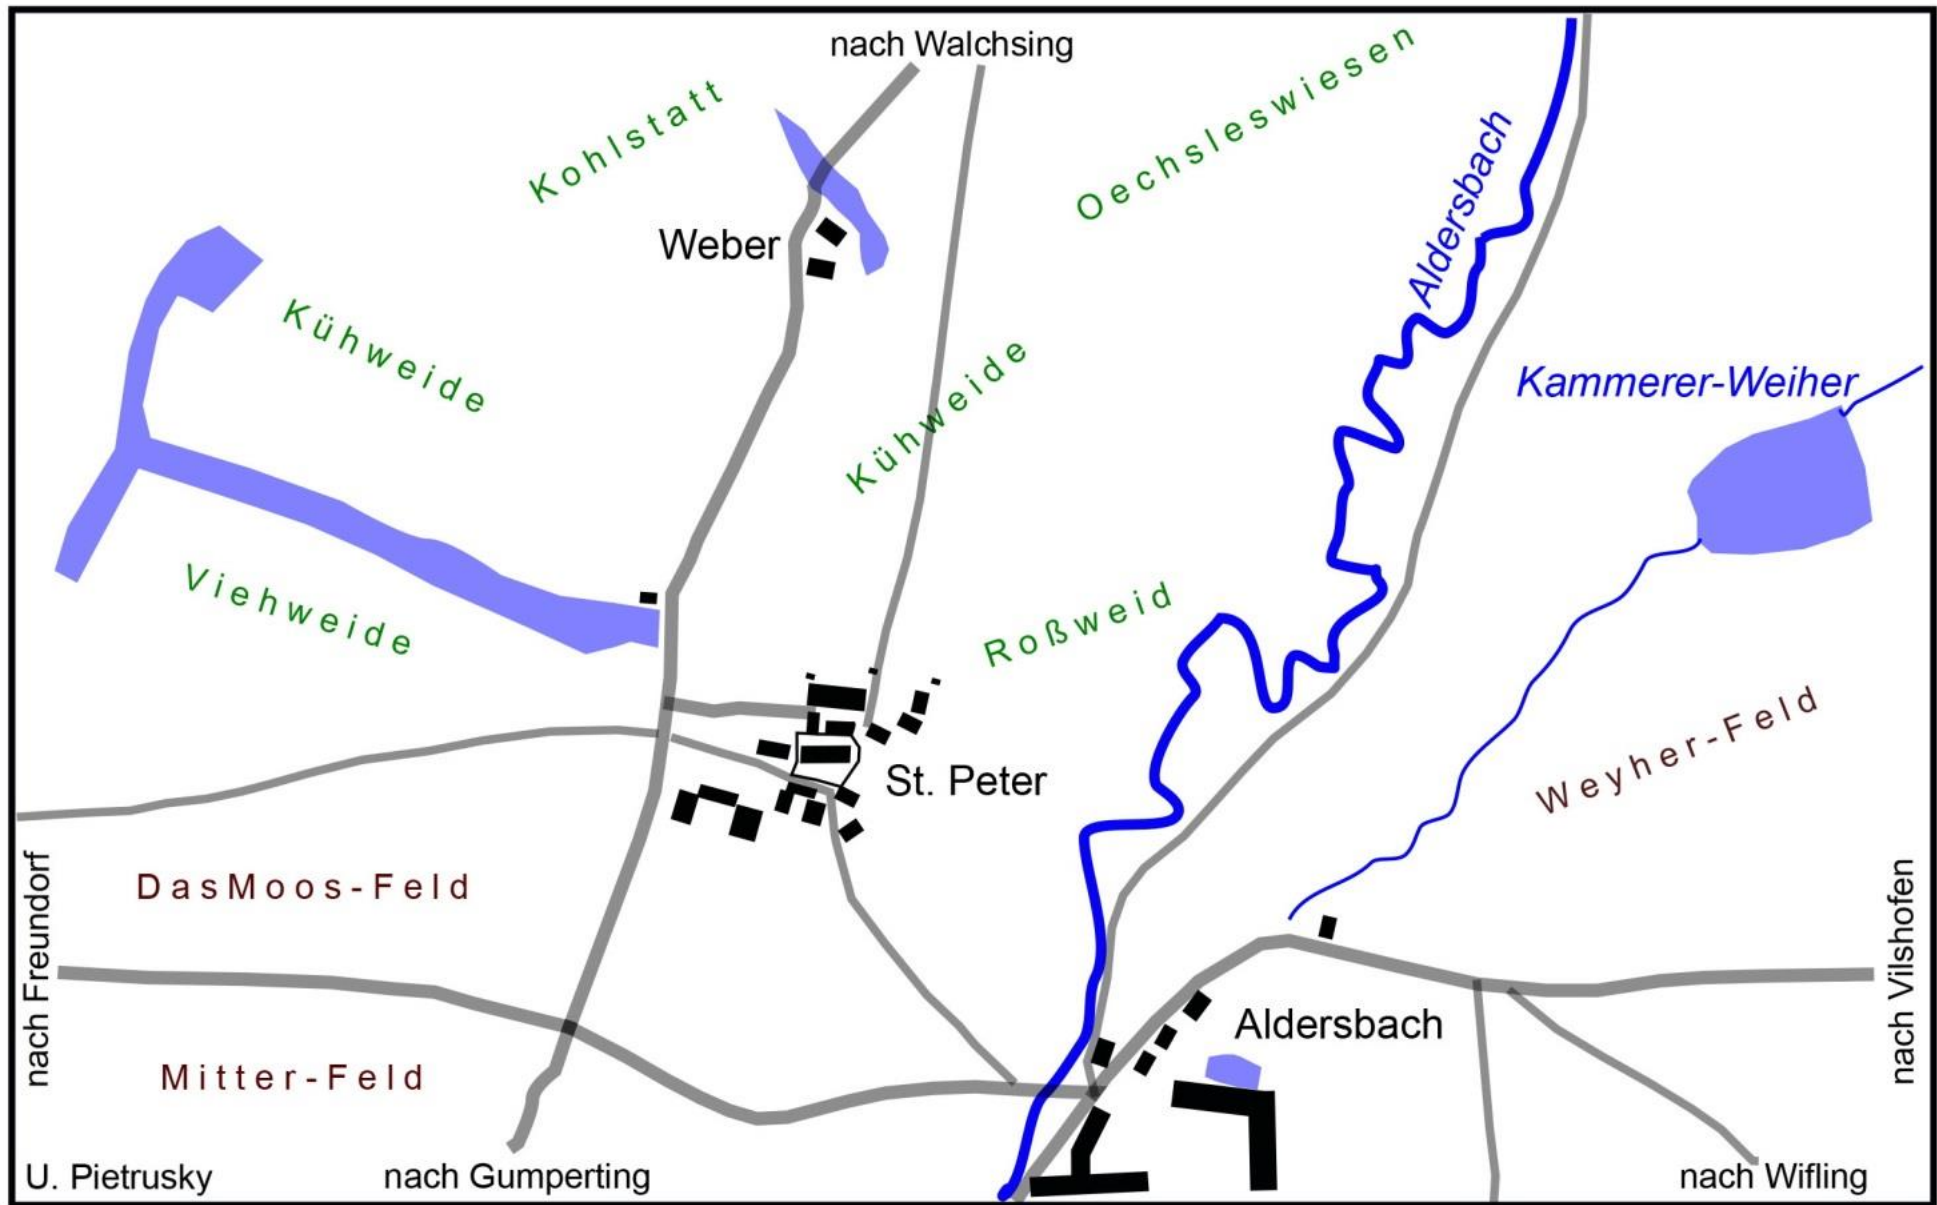 nach Walchsing
Kohlstatt
Oechsleswiesen
Aldersbach
Weber
Kühweide
Kühweide
Kammerer-Weiher
Viehweide
Roßweid
Weyher-Feld
St. Peter
DasMoos-Feld
nach Freundorf
nach Vilshofen
Aldersbach
Mitter-Feld
U. Pietrusky
nach Gumperting
nach Wifling